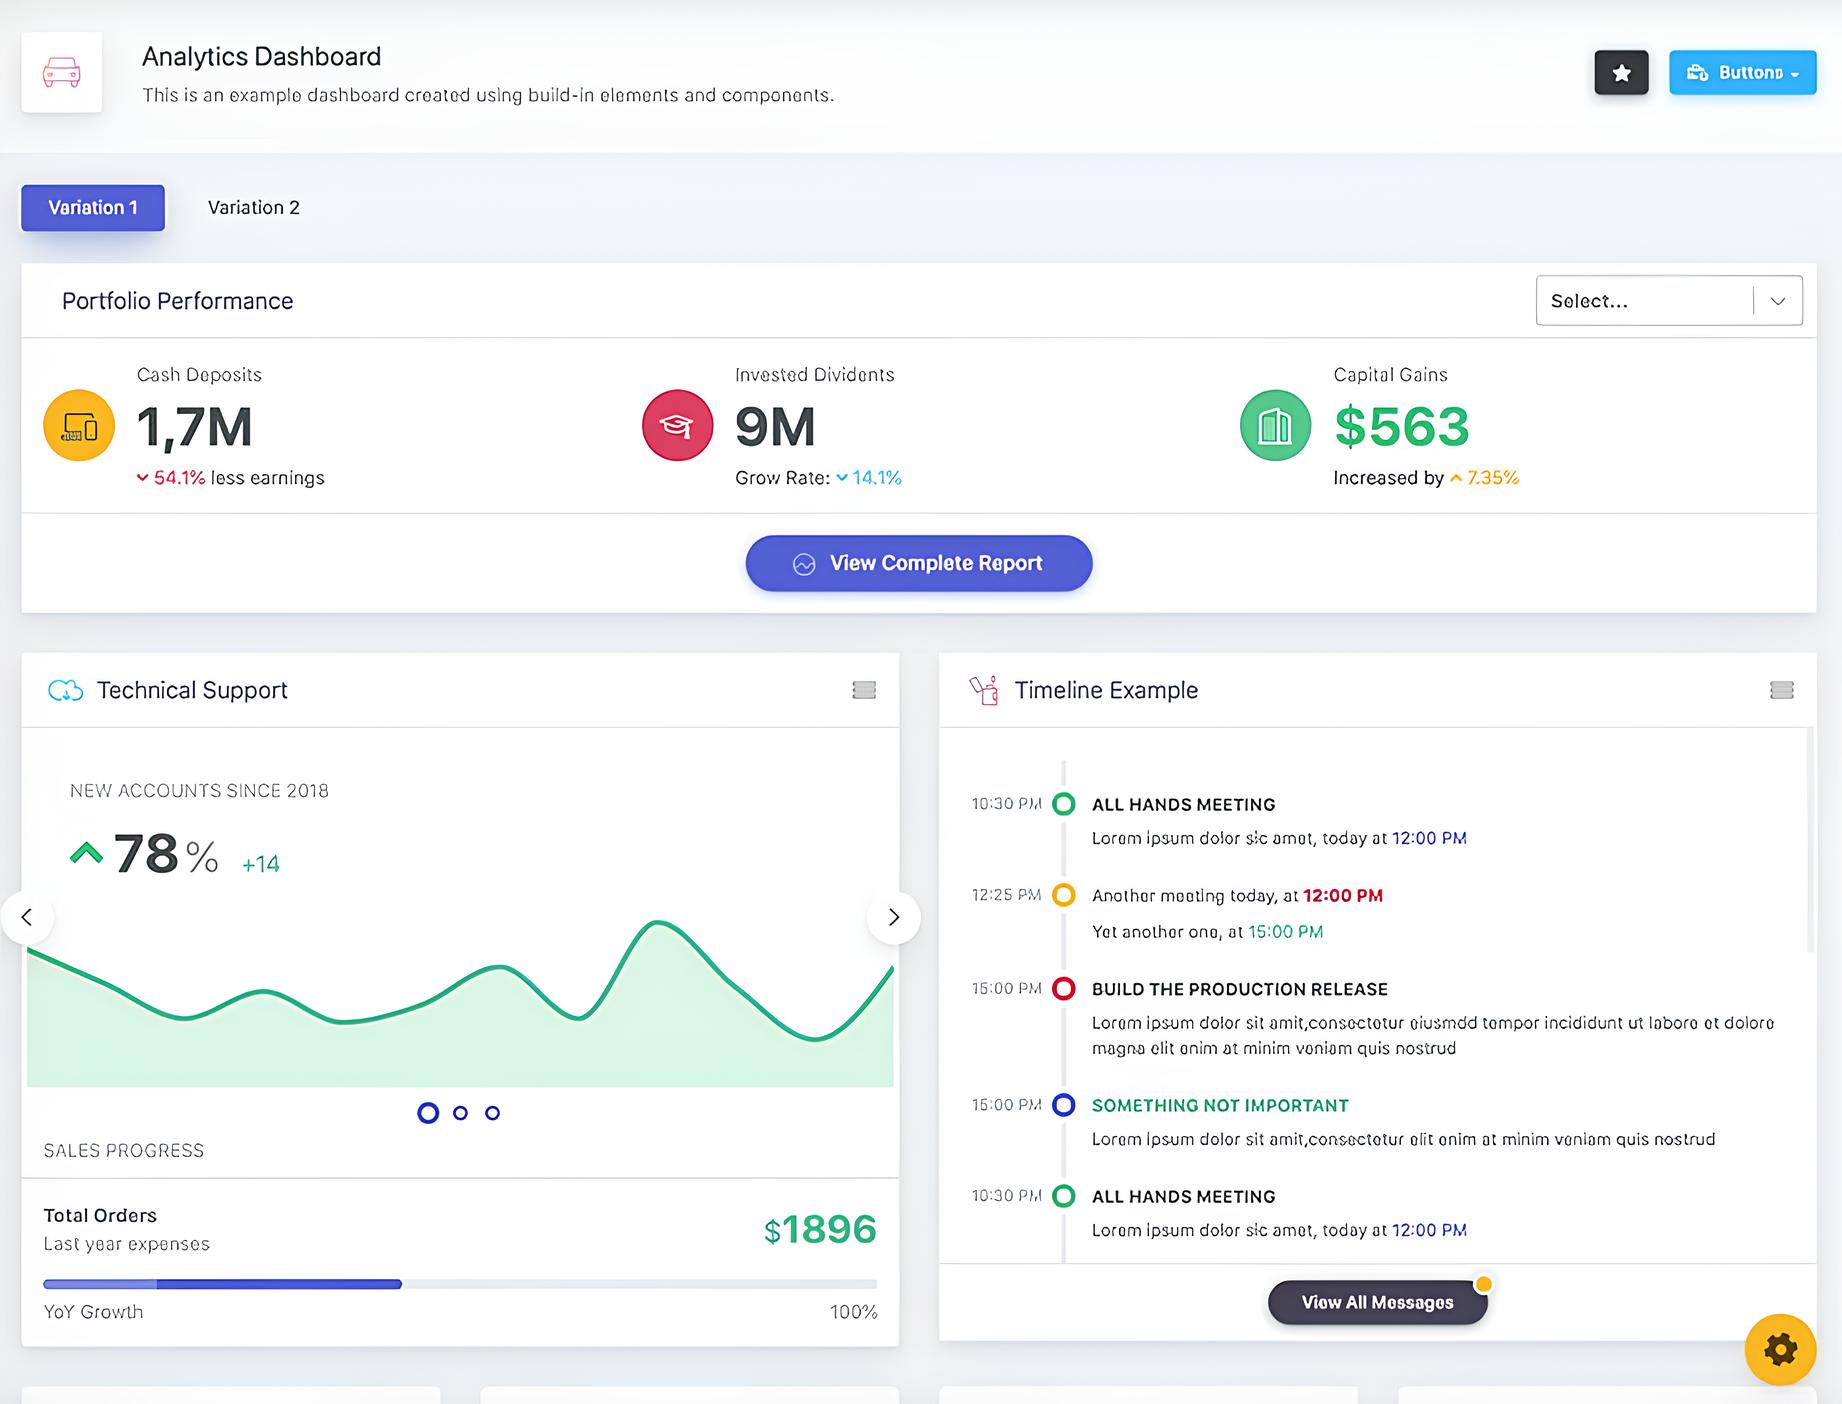 Analytics Dashboard
This is an example dashboard created using build-in elements and components.
Buttons
Variation 1
Variation 2
Portfolio Performance
Select...
Cash Deposits
1,7M
54.1% less earnings
Invested Dividents
9M
Grow Rate: 14.1%
Capital Gains
$563
Increased by 7.35%
View Complete Report
Technical Support
NEW ACCOUNTS SINCE 2018
78% +14
SALES PROGRESS
Total Orders
Last year expenses
$1896
YoY Growth
100%
Timeline Example
10:30 PM
ALL HANDS MEETING
Lorem ipsum dolor sic amet, today at 12:00 PM
12:25 PM
Another meeting today, at 12:00 PM
Yet another one, at 15:00 PM
15:00 PM
BUILD THE PRODUCTION RELEASE
Lorem ipsum dolor sit amit,consectetur eiusmdd tempor incididunt ut labore et dolore
magna elit enim at minim veniam quis nostrud
15:00 PM
SOMETHING NOT IMPORTANT
Lorem ipsum dolor sit amit,consectetur elit enim at minim veniam quis nostrud
10:30 PM
ALL HANDS MEETING
Lorem ipsum dolor sic amet, today at 12:00 PM
View All Messages